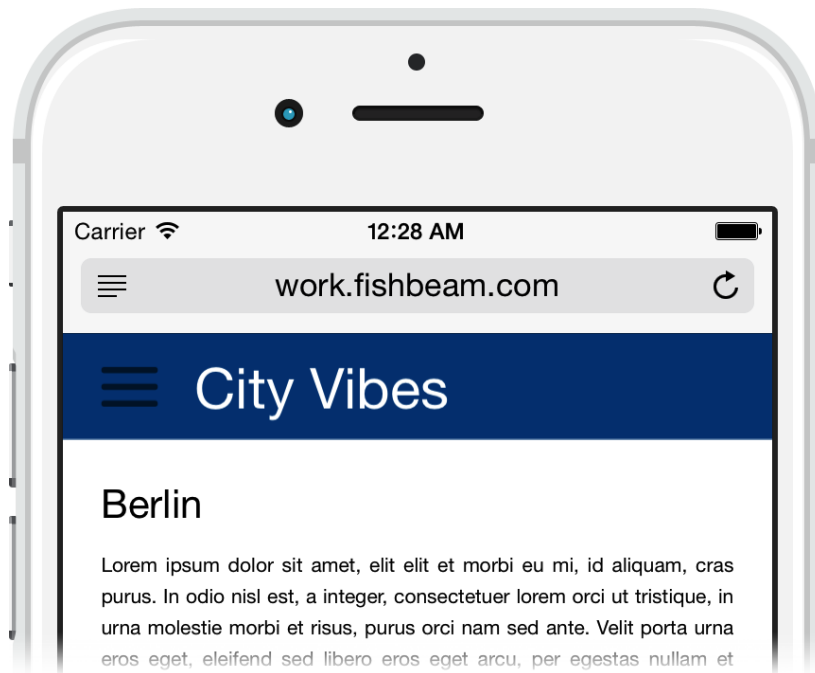 Carrier
12:28 AM
work.fishbeam.com
City Vibes
Berlin
Lorem ipsum dolor sit amet, elit elit et morbi eu mi, id aliquam, cras
purus. In odio nisl est, a integer, consectetuer lorem orci ut tristique, in
urna molestie morbi et risus, purus orci nam sed ante. Velit porta urna
eros eget, eleifend sed libero eros eget arcu, per egestas nullam et